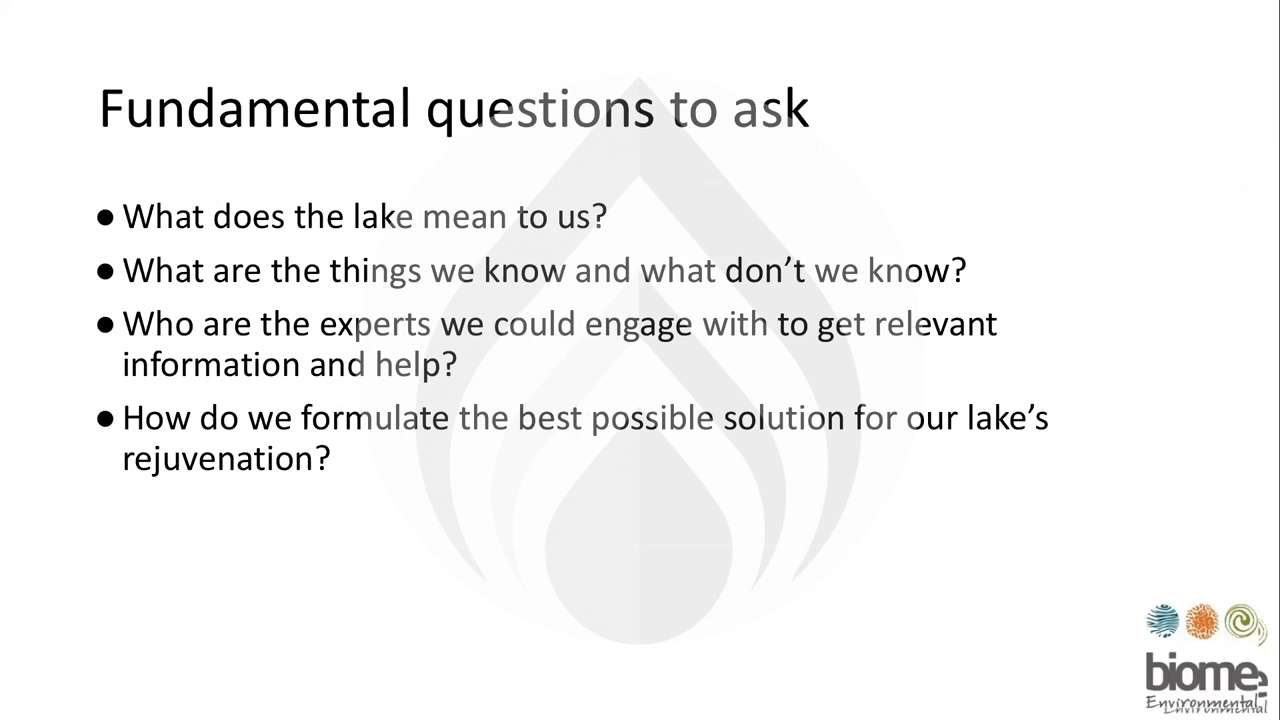 Fundamental questions to ask
● What does the lake mean to us?
● What are the things we know and what don’t we know?
● Who are the experts we could engage with to get relevant
information and help?
● How do we formulate the best possible solution for our lake’s
rejuvenation?
biome
Environmental